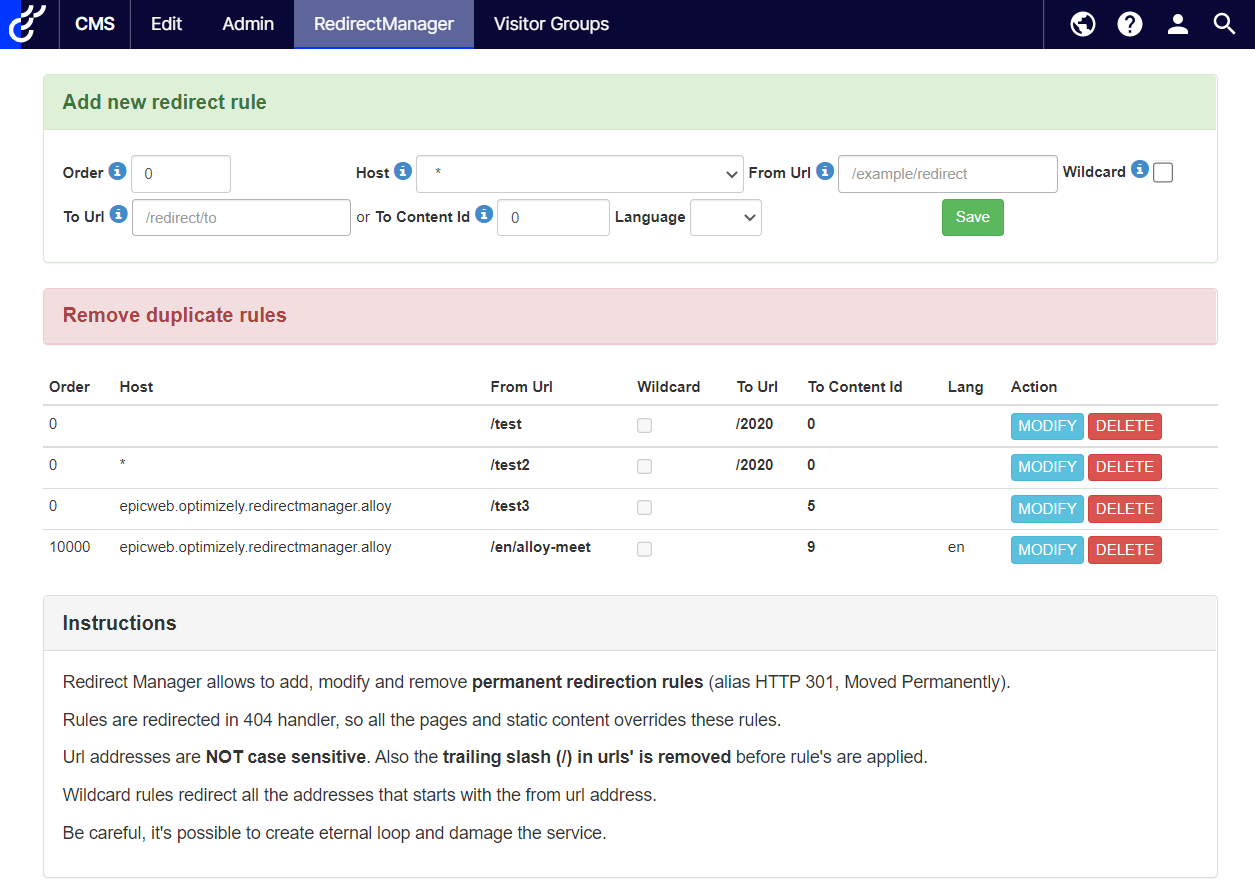 CMS Edit Admin RedirectManager Visitor Groups
Add new redirect rule
Order 0 Host * From Url /example/redirect Wildcard
To Url /redirect/to or To Content Id 0 Language Save
Remove duplicate rules
Order Host From Url Wildcard To Url To Content Id Lang Action
0 /test /2020 0 MODIFY DELETE
0 * /test2 /2020 0 MODIFY DELETE
0 epicweb.optimizely.redirectmanager.alloy /test3 5 MODIFY DELETE
10000 epicweb.optimizely.redirectmanager.alloy /en/alloy-meet 9 en MODIFY DELETE
Instructions
Redirect Manager allows to add, modify and remove permanent redirection rules (alias HTTP 301, Moved Permanently).
Rules are redirected in 404 handler, so all the pages and static content overrides these rules.
Url addresses are NOT case sensitive. Also the trailing slash (/) in urls' is removed before rule's are applied.
Wildcard rules redirect all the addresses that starts with the from url address.
Be careful, it's possible to create eternal loop and damage the service.